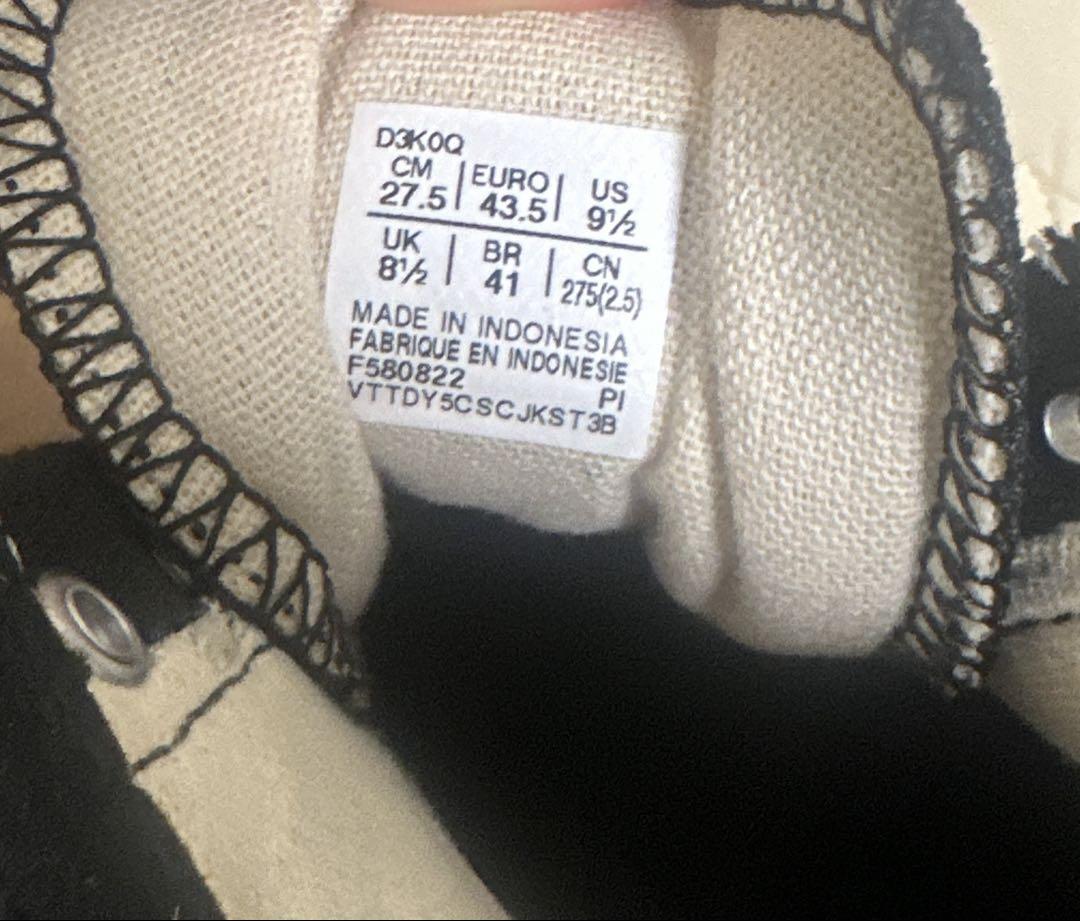 D3K0Q
CM | EURO | US
27.5 | 43.5 | 9½
UK | BR | CN
8½ | 41 | 275(2.5)
MADE IN INDONESIA
FABRIQUE EN INDONESIE
F580822 PI
VTTDY5CSCJKST3B